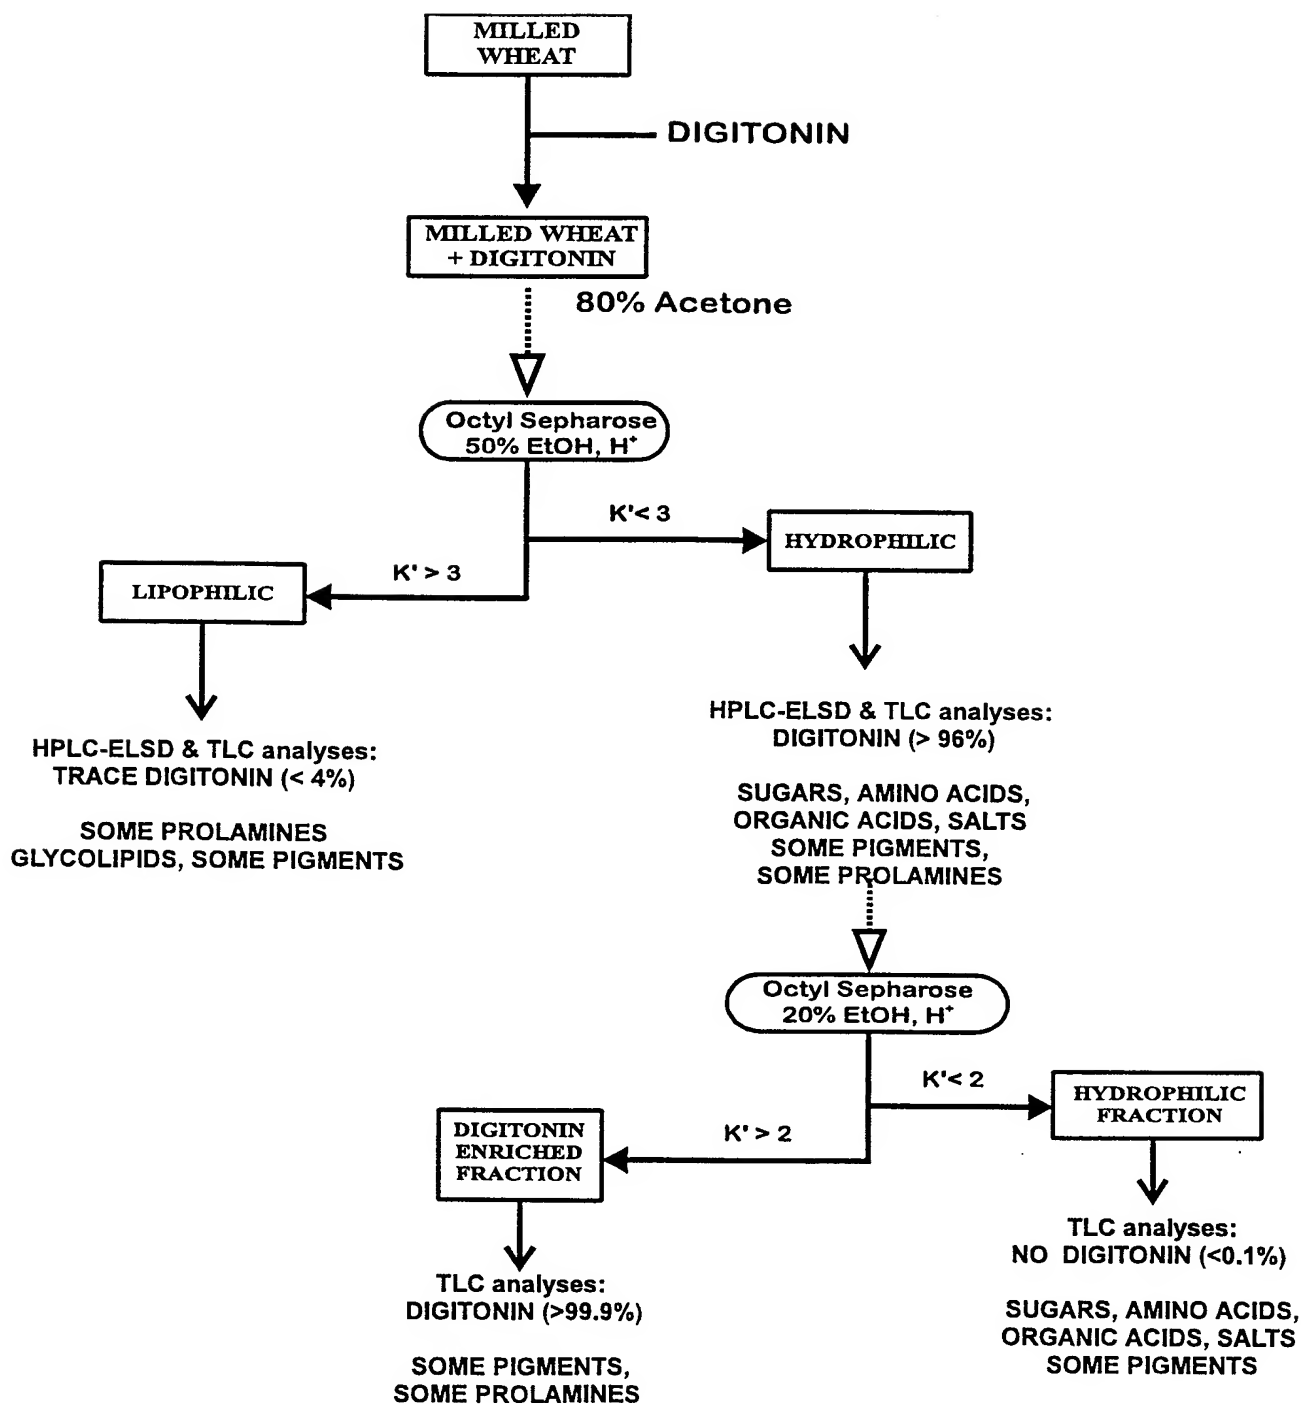 MILLED
WHEAT
DIGITONIN
MILLED WHEAT
+ DIGITONIN
80% Acetone
Octyl Sepharose
50% EtOH, H⁺
K'< 3
HYDROPHILIC
K' > 3
LIPOPHILIC
HPLC-ELSD & TLC analyses:
DIGITONIN (> 96%)
SUGARS, AMINO ACIDS,
ORGANIC ACIDS, SALTS
SOME PIGMENTS,
SOME PROLAMINES
HPLC-ELSD & TLC analyses:
TRACE DIGITONIN (< 4%)
SOME PROLAMINES
GLYCOLIPIDS, SOME PIGMENTS
Octyl Sepharose
20% EtOH, H⁺
K'< 2
HYDROPHILIC
FRACTION
K' > 2
DIGITONIN
ENRICHED
FRACTION
TLC analyses:
NO DIGITONIN (<0.1%)
SUGARS, AMINO ACIDS,
ORGANIC ACIDS, SALTS
SOME PIGMENTS
TLC analyses:
DIGITONIN (>99.9%)
SOME PIGMENTS,
SOME PROLAMINES